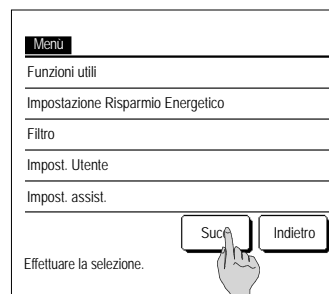 Menù
Funzioni utili
Impostazione Risparmio Energetico
Filtro
Impost. Utente
Impost. assist.
Indietro
Effettuare la selezione.